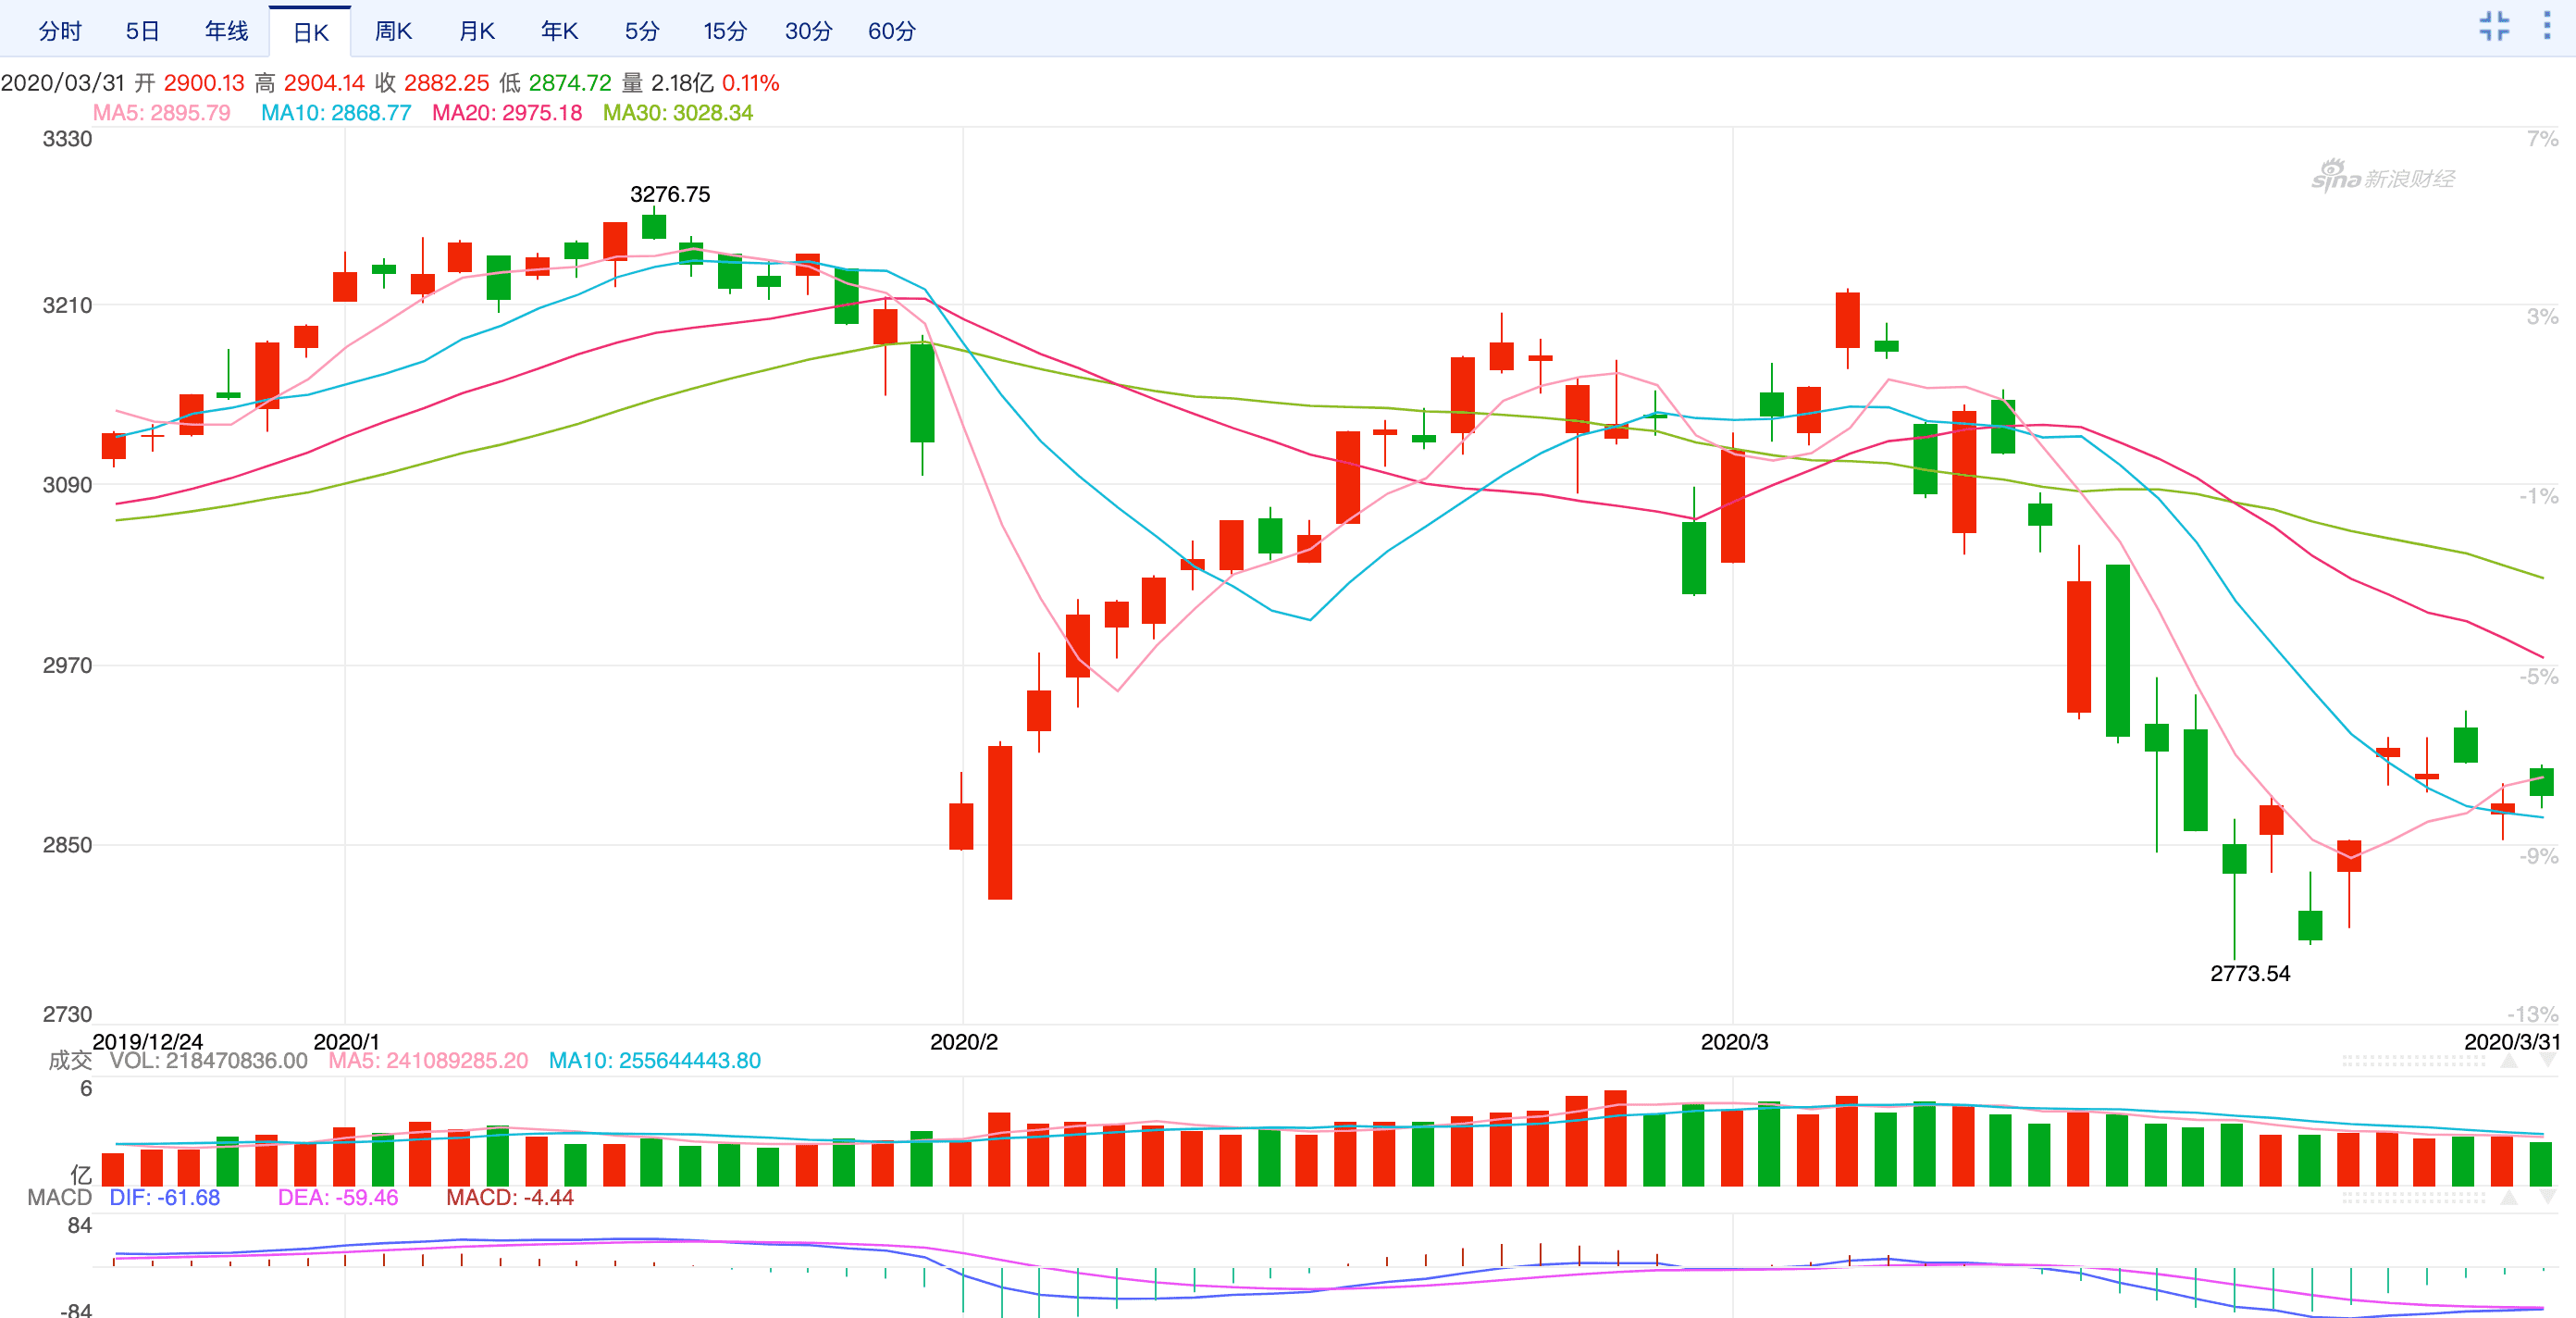 分时 5日 年线 日K 周K 月K 年K 5分 15分 30分 60分
2020/03/31 开 2900.13 高 2904.14 收 2882.25 低 2874.72 量 2.18亿 0.11%
MA5: 2895.79 MA10: 2868.77 MA20: 2975.18 MA30: 3028.34
3330 7%
sina新浪财经
3276.75
3210 3%
3090 -1%
2970 -5%
2850 -9%
2773.54
2730 -13%
2019/12/24 2020/1 2020/2 2020/3 2020/3/31
成交 VOL: 218470836.00 MA5: 241089285.20 MA10: 255644443.80
6
亿
MACD DIF: -61.68 DEA: -59.46 MACD: -4.44
84
-84